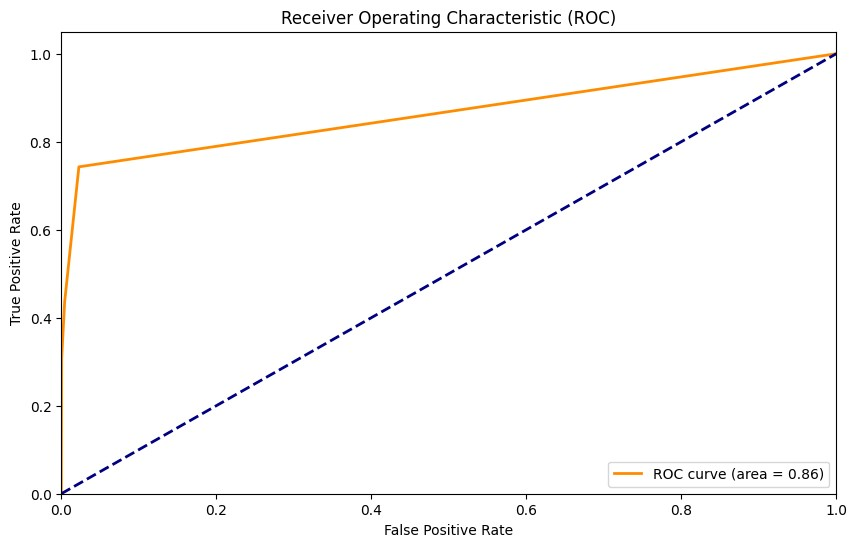 Receiver Operating Characteristic (ROC)
1.0
0.8
0.6
0.4
0.2
0.0
True Positive Rate
ROC curve (area = 0.86)
0.0 0.2 0.4 0.6 0.8 1.0
False Positive Rate